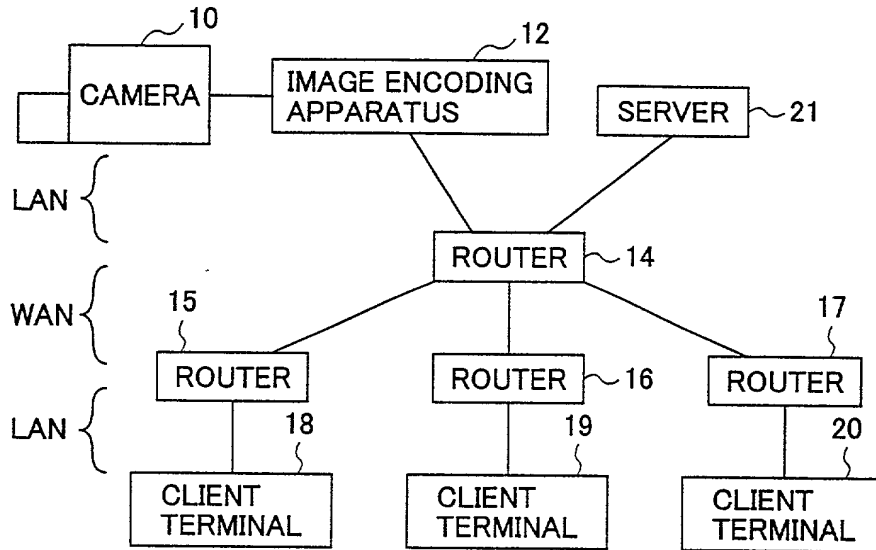 10
12
CAMERA
IMAGE ENCODING
APPARATUS
SERVER
21
LAN
ROUTER
14
WAN
15
17
ROUTER
ROUTER
16
ROUTER
LAN
18
19
20
CLIENT
TERMINAL
CLIENT
TERMINAL
CLIENT
TERMINAL